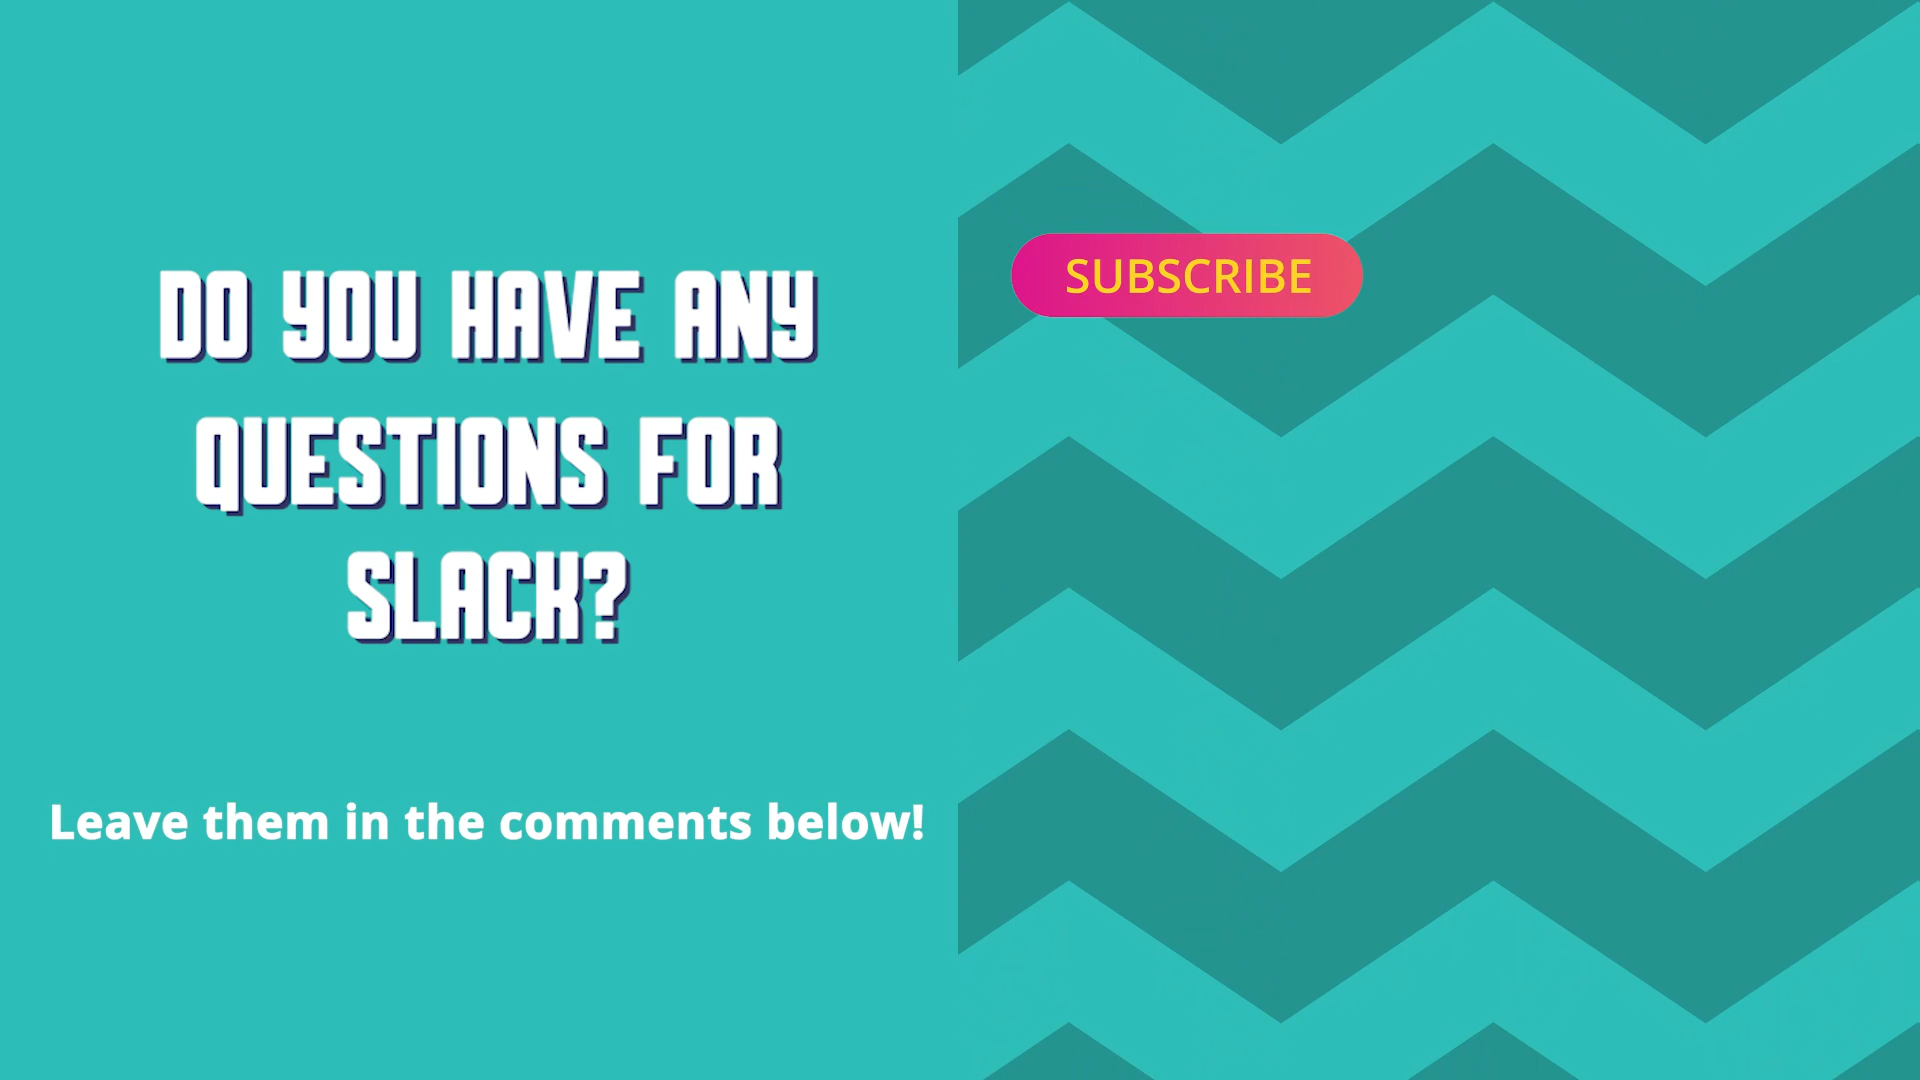 DO YOU HAVE ANY
QUESTIONS FOR
SLACK?
Leave them in the comments below!
SUBSCRIBE